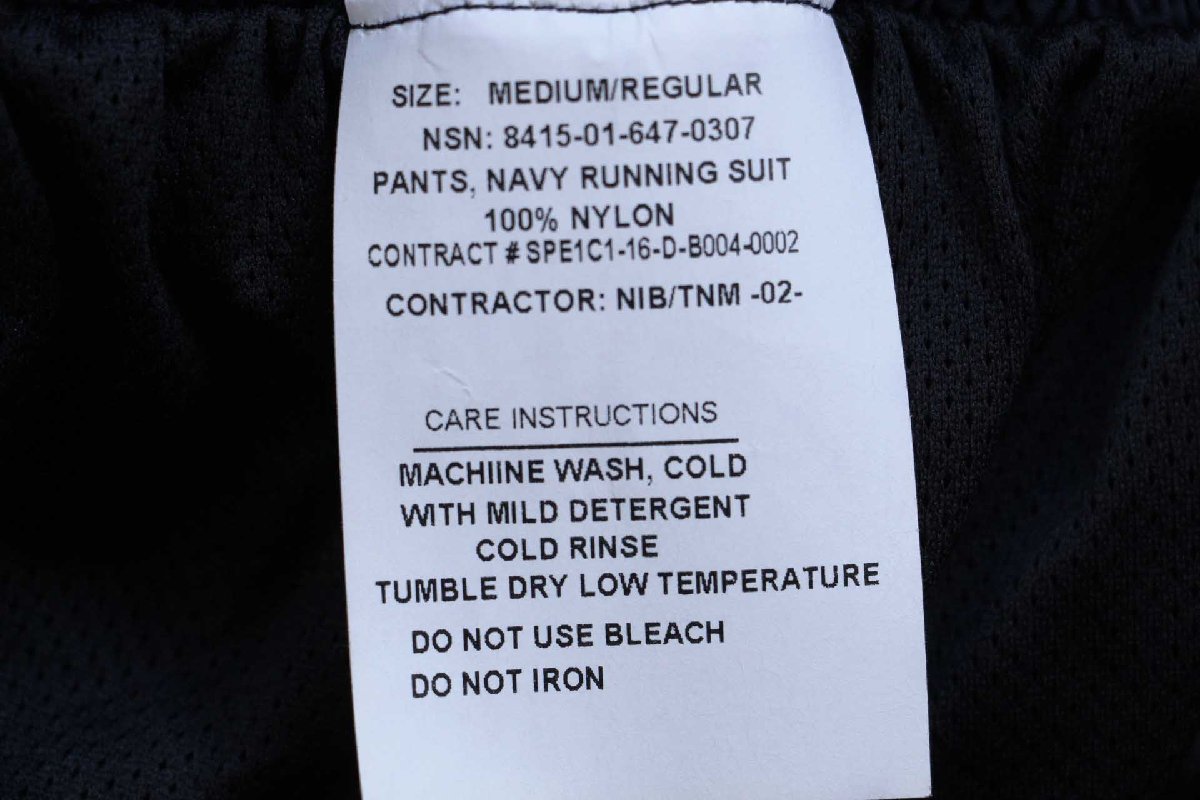 SIZE: MEDIUM/REGULAR
NSN: 8415-01-647-0307
PANTS, NAVY RUNNING SUIT
100% NYLON
CONTRACT # SPE1C1-16-D-B004-0002
CONTRACTOR: NIB/TNM -02-
CARE INSTRUCTIONS
MACHIINE WASH, COLD
WITH MILD DETERGENT
COLD RINSE
TUMBLE DRY LOW TEMPERATURE
DO NOT USE BLEACH
DO NOT IRON